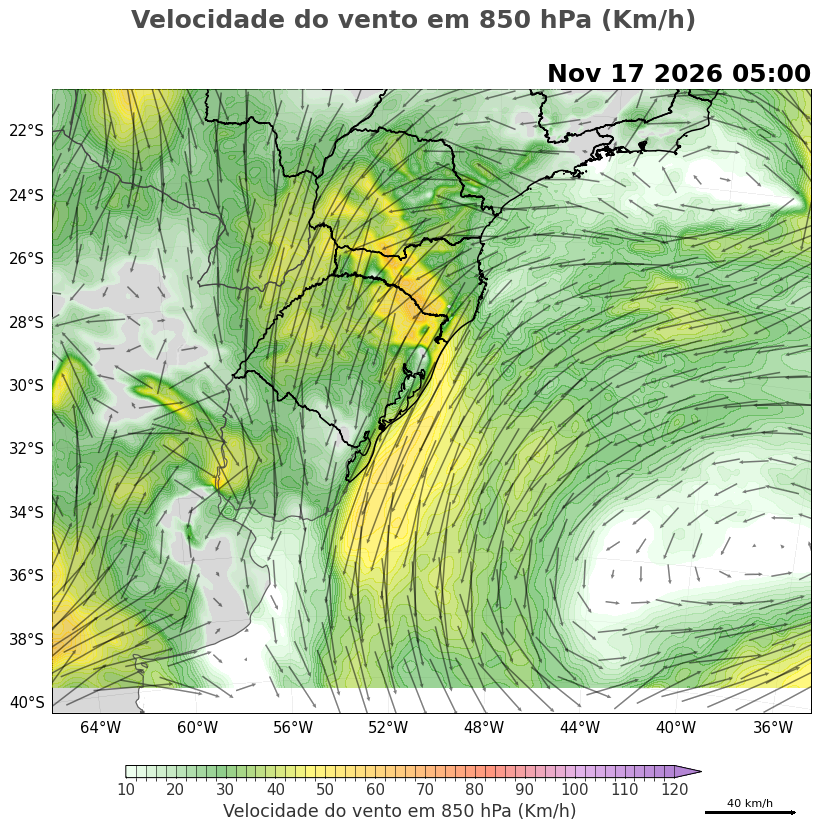 Velocidade do vento em 850 hPa (Km/h)
Nov 17 2026 05:00
22°S
24°S
26°S
28°S
30°S
32°S
34°S
36°S
38°S
40°S
64°W 60°W 56°W 52°W 48°W 44°W 40°W 36°W
10 20 30 40 50 60 70 80 90 100 110 120
Velocidade do vento em 850 hPa (Km/h)
40 km/h